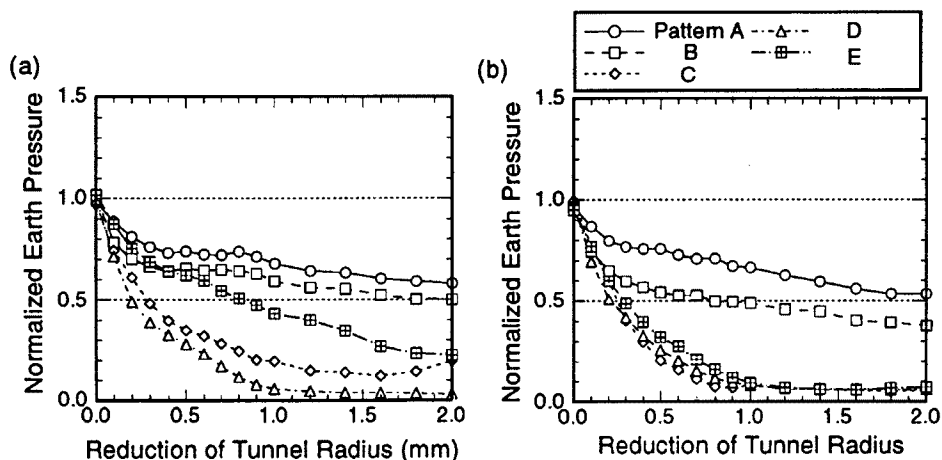 (a)
Normalized Earth Pressure
1.5
1.0
0.5
0.0
0.0 0.5 1.0 1.5 2.0
Reduction of Tunnel Radius (mm)
Pattern A
B
C
D
E
(b)
Normalized Earth Pressure
1.5
1.0
0.5
0.0
0.0 0.5 1.0 1.5 2.0
Reduction of Tunnel Radius